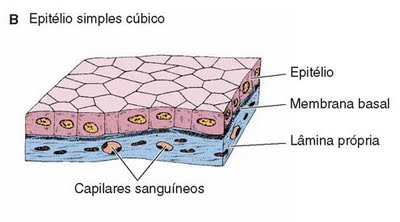 B Epitélio simples cúbico
Epitélio
Membrana basal
Lâmina própria
Capilares sanguíneos